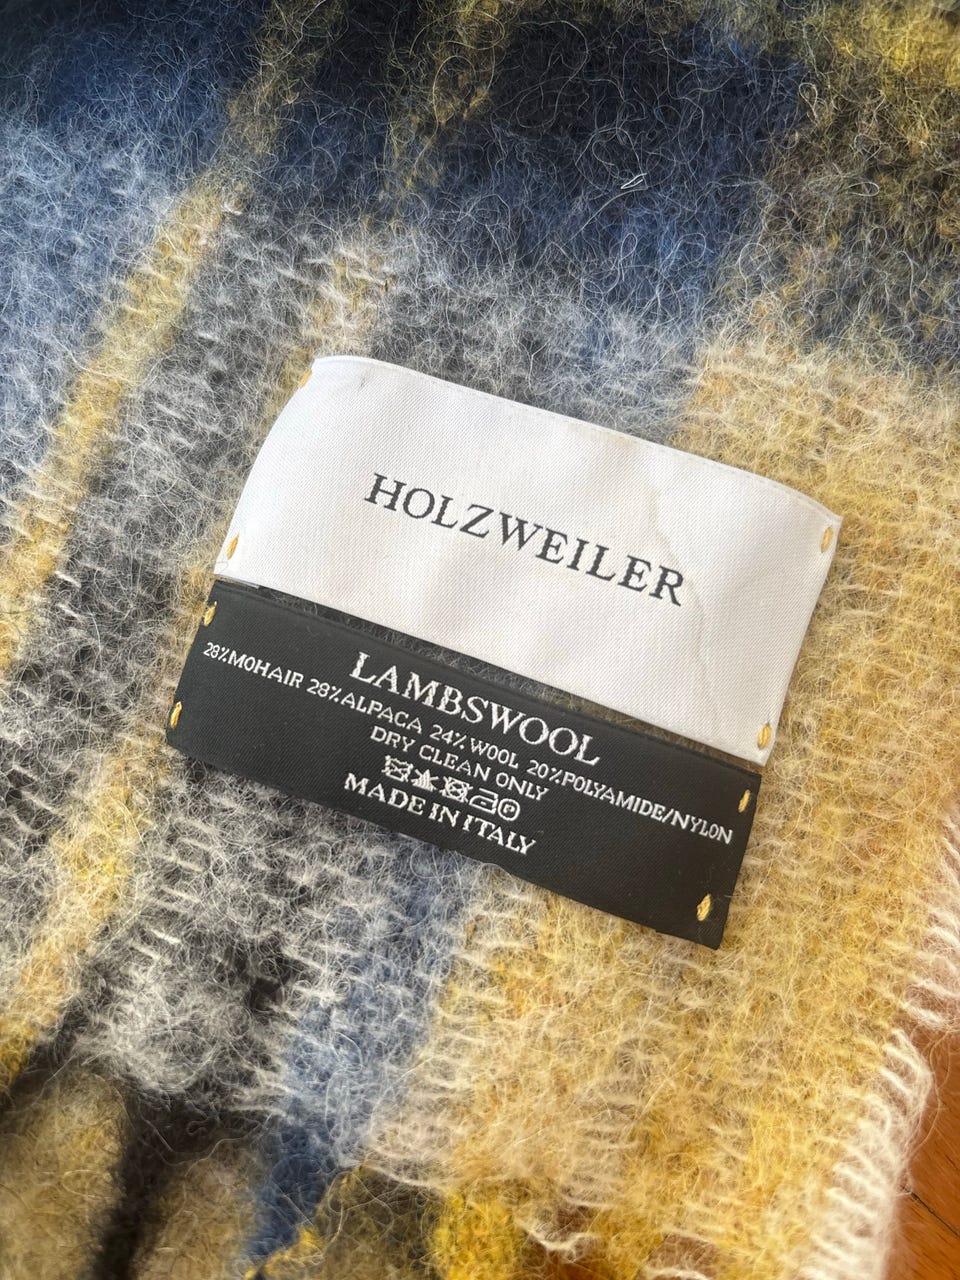 HOLZWEILER
LAMBSWOOL
28%MOHAIR 28%ALPACA 24%WOOL 20%POLYAMIDE/NYLON
DRY CLEAN ONLY
P
MADE IN ITALY